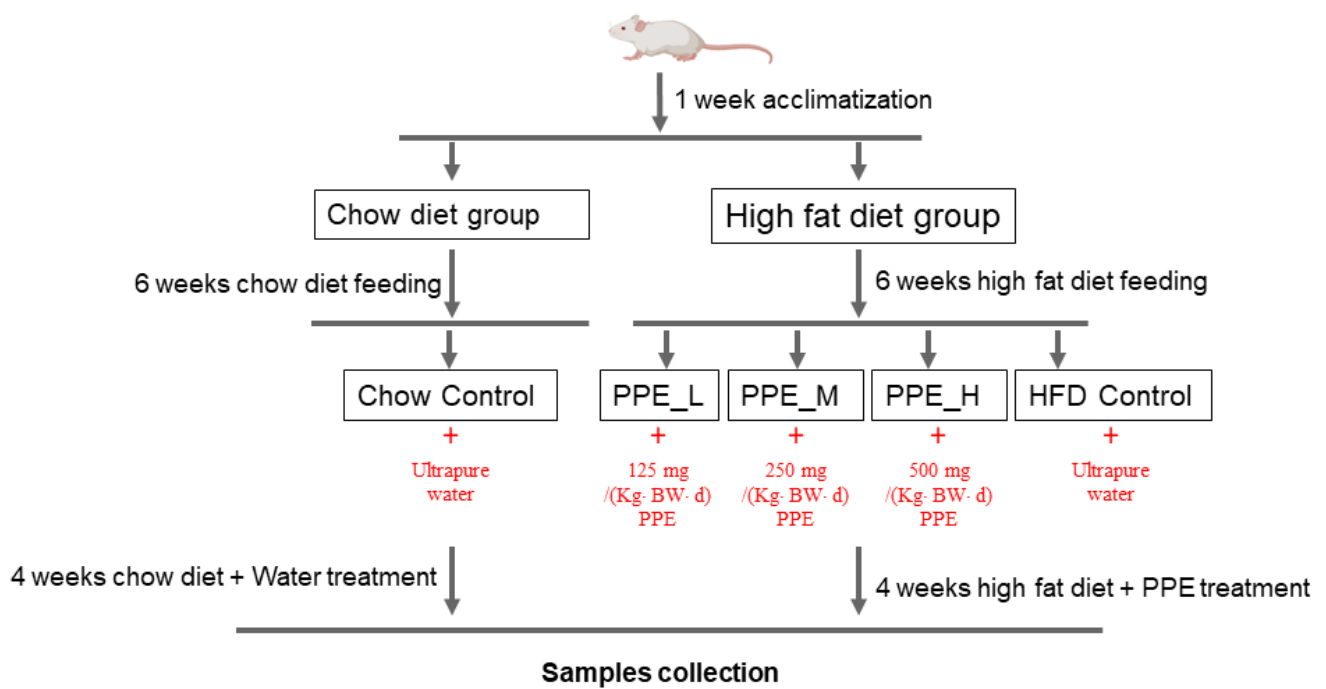 1 week acclimatization
Chow diet group
High fat diet group
6 weeks chow diet feeding
6 weeks high fat diet feeding
Chow Control
PPE_L
PPE_M
PPE_H
HFD Control
+
+
+
+
+
Ultrapure
water
125 mg
/(Kg· BW· d)
PPE
250 mg
/(Kg· BW· d)
PPE
500 mg
/(Kg· BW· d)
PPE
Ultrapure
water
4 weeks chow diet + Water treatment
4 weeks high fat diet + PPE treatment
Samples collection